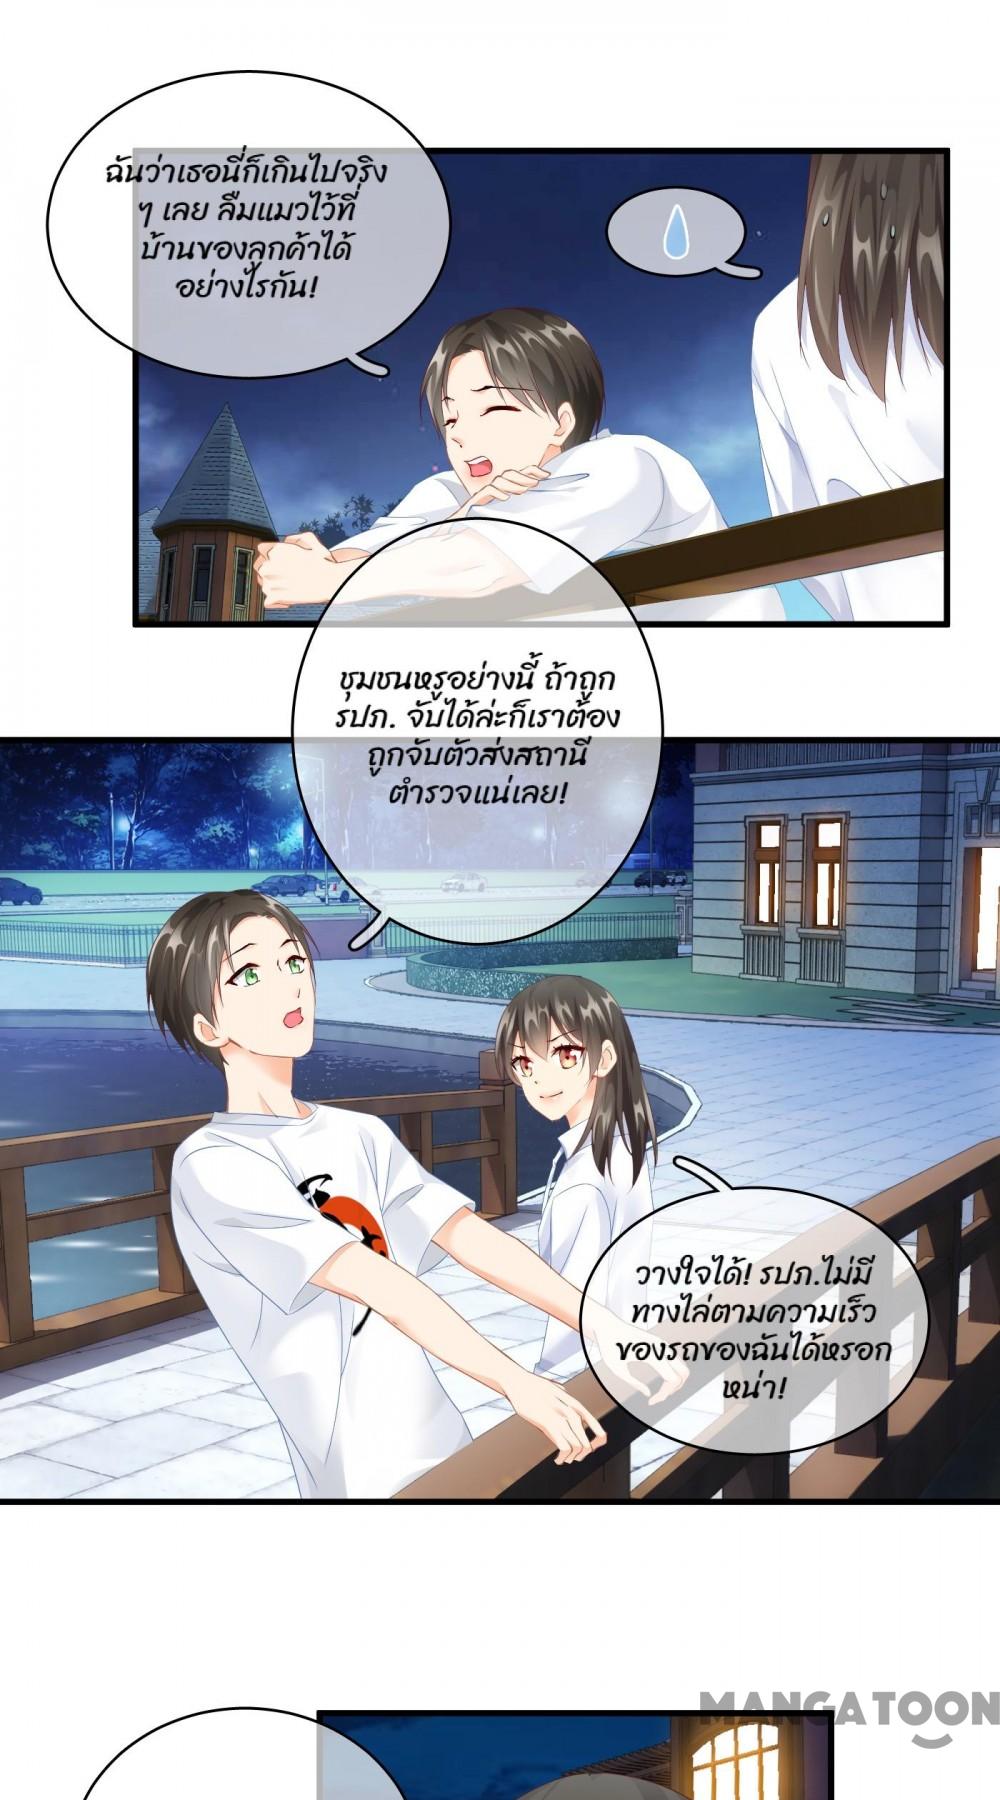 ฉันว่าเธอนี่ก็เกินไปจริง
ๆ เลย ลืมแมวไว้ที่
บ้านของลูกค้าได้
อย่างไรกัน!
ชุมชนหรูอย่างนี้ ถ้าถูก
รปภ. จับได้ล่ะก็เราต้อง
ถูกจับตัวส่งสถานี
ตำรวจแน่เลย!
วางใจได้! รปภ.ไม่มี
ทางไล่ตามความเร็ว
ของรถของฉันได้หรอก
หน่า!
MANGATOON